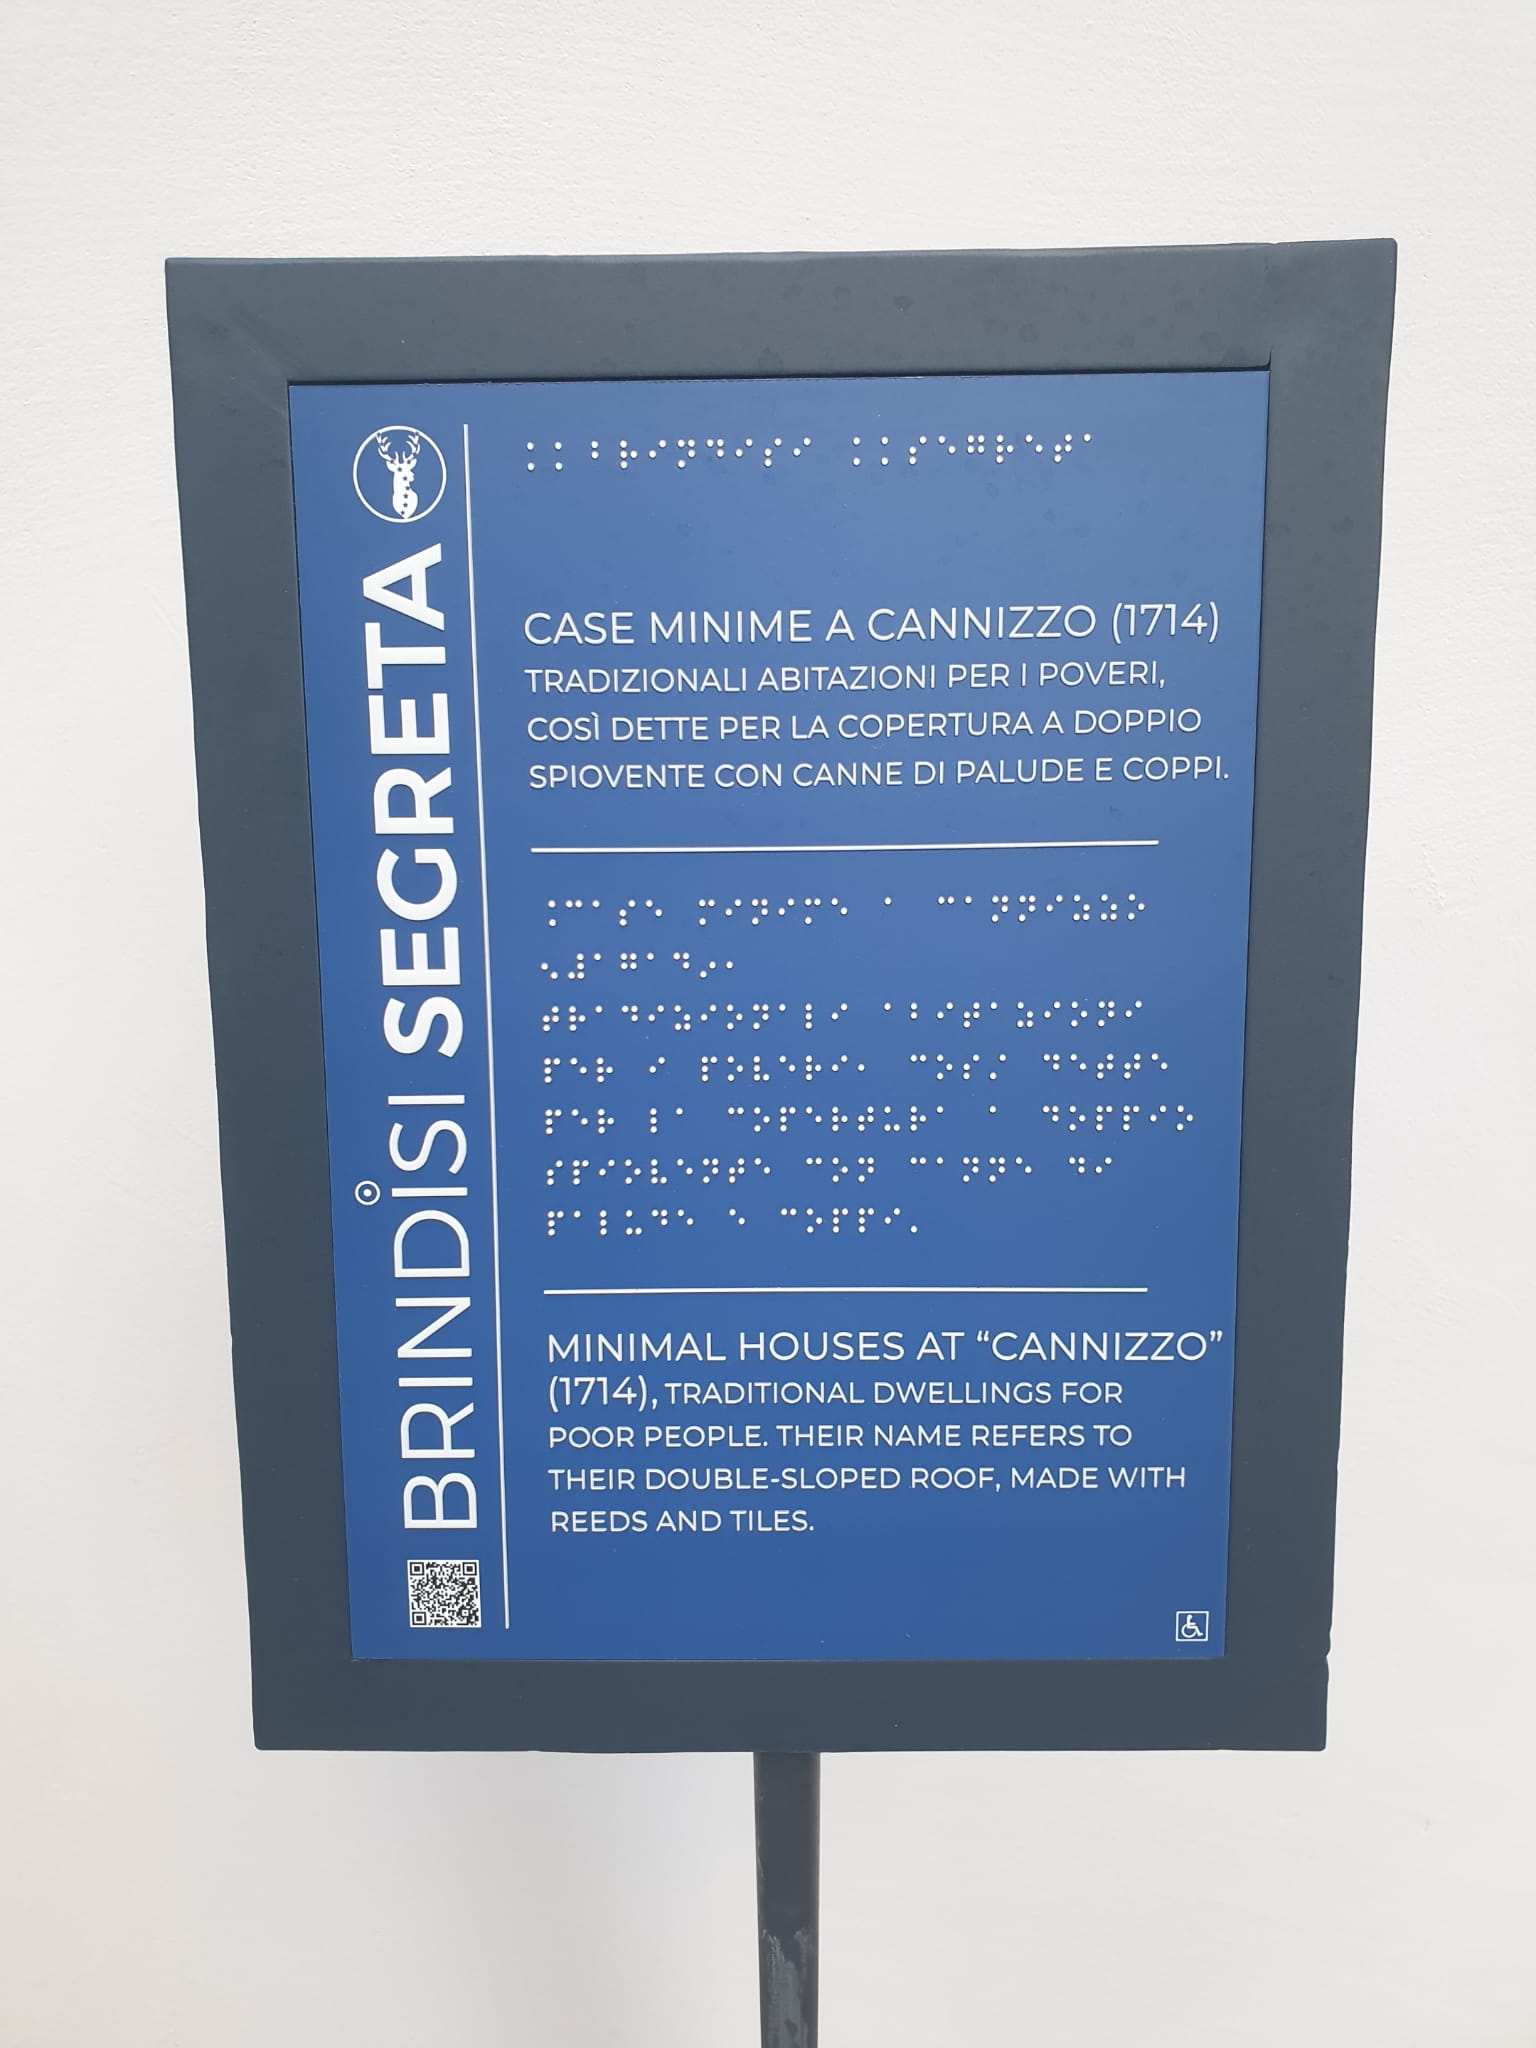 BRINDISI SEGRETA
⠨⠨⠃⠗⠊⠝⠙⠊⠎⠊ ⠨⠨⠎⠑⠛⠗⠑⠞⠁
CASE MINIME A CANNIZZO (1714)
TRADIZIONALI ABITAZIONI PER I POVERI,
COSÌ DETTE PER LA COPERTURA A DOPPIO
SPIOVENTE CON CANNE DI PALUDE E COPPI.
⠨⠉⠁⠎⠑ ⠍⠊⠝⠊⠍⠑ ⠁ ⠉⠁⠝⠝⠊⠵⠵⠕
⠢⠼⠁⠛⠁⠙⠔⠂
⠞⠗⠁⠙⠊⠵⠊⠕⠝⠁⠇⠊ ⠁⠃⠊⠞⠁⠵⠊⠕⠝⠊
⠏⠑⠗ ⠊ ⠏⠕⠧⠑⠗⠊⠂ ⠉⠕⠎⠌ ⠙⠑⠞⠞⠑
⠏⠑⠗ ⠇⠁ ⠉⠕⠏⠑⠗⠞⠥⠗⠁ ⠁ ⠙⠕⠏⠏⠊⠕
⠎⠏⠊⠕⠧⠑⠝⠞⠑ ⠉⠕⠝ ⠉⠁⠝⠝⠑ ⠙⠊
⠏⠁⠇⠥⠙⠑ ⠑ ⠉⠕⠏⠏⠊⠄
MINIMAL HOUSES AT “CANNIZZO”
(1714), TRADITIONAL DWELLINGS FOR
POOR PEOPLE. THEIR NAME REFERS TO
THEIR DOUBLE-SLOPED ROOF, MADE WITH
REEDS AND TILES.